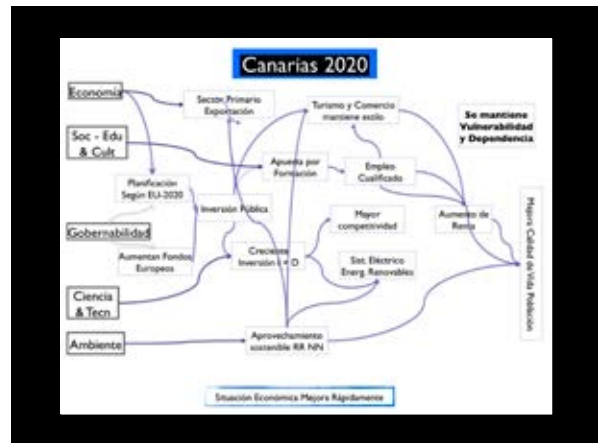 Canarias 2020
Economía
Sector Primario
Exportación
Turismo y Comercio
mantiene estilo
Se mantiene
Vulnerabilidad
y Dependencia
Soc - Edu
& Cult
Apuesta por
Formación
Empleo
Cualificado
Planificación
Según EU-2020
Inversión Pública
Mayor
competitividad
Aumento de
Renta
Gobernabilidad
Aumentan Fondos
Europeos
Creciente
Inversión I + D
Sist. Eléctrico
Energ. Renovables
Mejora Calidad de Vida Población
Ciencia
& Tecn
Ambiente
Aprovechamiento
sostenible RR NN
Situación Económica Mejora Rápidamente